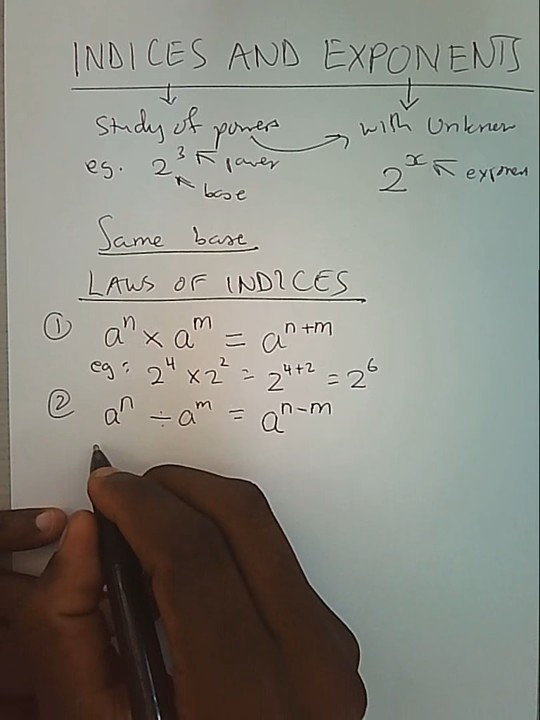 INDICES AND EXPONENTS
Study of powers with Unknown
eg. 2³ power 2ˣ exponent
base
Same base
LAWS OF INDICES
① aⁿ × aᵐ = aⁿ⁺ᵐ
eg: 2⁴ × 2² = 2⁴⁺² = 2⁶
② aⁿ ÷ aᵐ = aⁿ⁻ᵐ